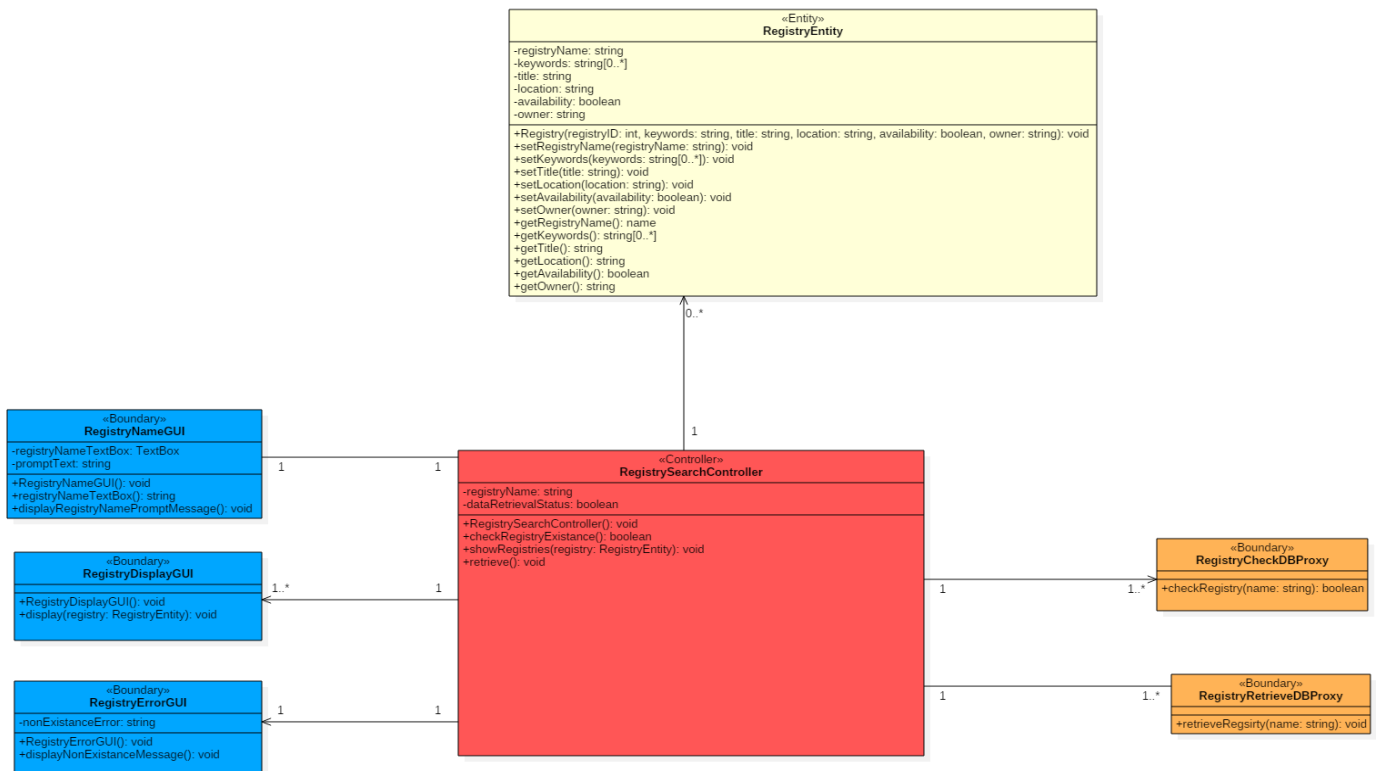 «Entity»
RegistryEntity
-registryName: string
-keywords: string[0..*]
-title: string
-location: string
-availability: boolean
-owner: string
+Registry(registryID: int, keywords: string, title: string, location: string, availability: boolean, owner: string): void
+setRegistryName(registryName: string): void
+setKeywords(keywords: string[0..*]): void
+setTitle(title: string): void
+setLocation(location: string): void
+setAvailability(availability: boolean): void
+setOwner(owner: string): void
+getRegistryName(): name
+getKeywords(): string[0..*]
+getTitle(): string
+getLocation(): string
+getAvailability(): boolean
+getOwner(): string
0..*
1
«Boundary»
RegistryNameGUI
-registryNameTextBox: TextBox
-promptText: string
+RegistryNameGUI(): void
+registryNameTextBox(): string
+displayRegistryNamePromptMessage(): void
1
1
«Controller»
RegistrySearchController
-registryName: string
-dataRetrievalStatus: boolean
+RegistrySearchController(): void
+checkRegistryExistance(): boolean
+showRegistries(registry: RegistryEntity): void
+retrieve(): void
«Boundary»
RegistryDisplayGUI
+RegistryDisplayGUI(): void
+display(registry: RegistryEntity): void
1..*
1
«Boundary»
RegistryCheckDBProxy
+checkRegistry(name: string): boolean
1
1..*
«Boundary»
RegistryErrorGUI
-nonExistanceError: string
+RegistryErrorGUI(): void
+displayNonExistanceMessage(): void
1
1
«Boundary»
RegistryRetrieveDBProxy
+retrieveRegsirty(name: string): void
1
1..*